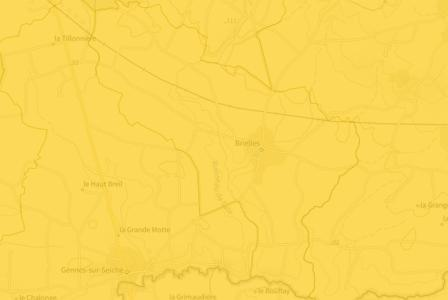 la Tillonnière
Brielles
le Haut Breil
la Grange
la Grande Motte
Gennes-sur-Seiche
le Chalonge
la Grimaudière
le Bouffay